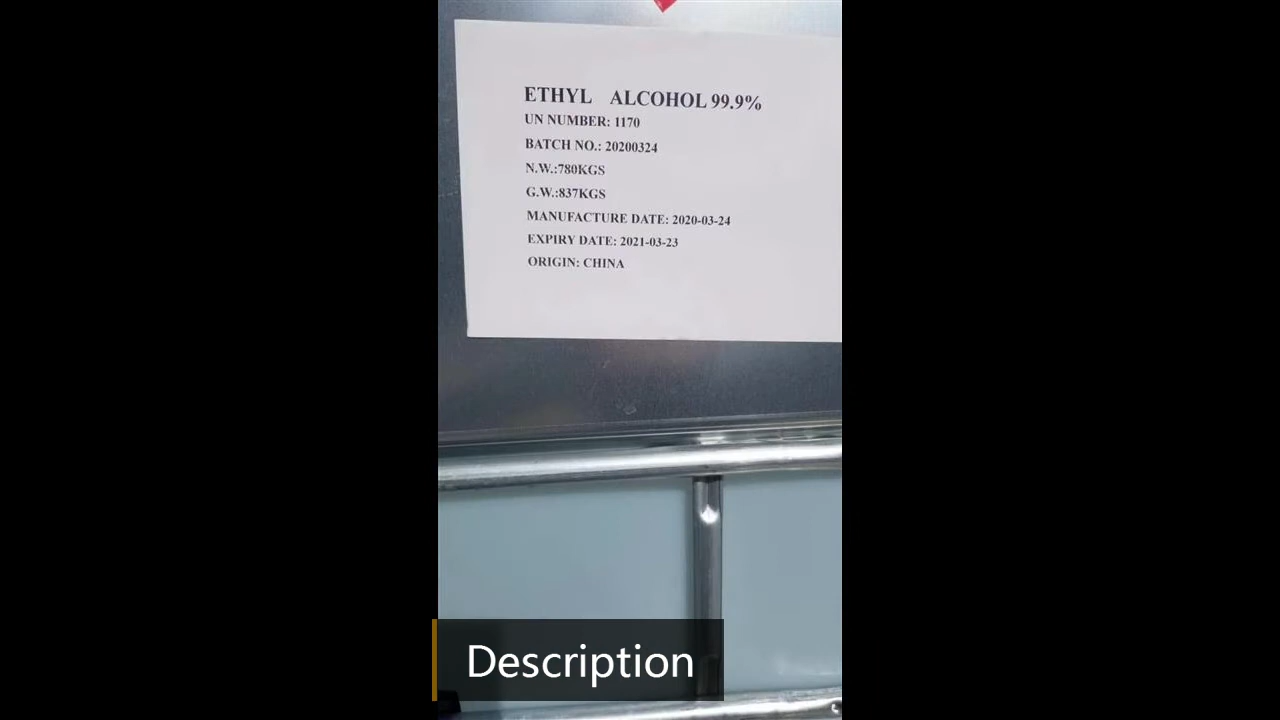 ETHYL ALCOHOL 99.9%
UN NUMBER: 1170
BATCH NO.: 20200324
N.W.:780KGS
G.W.:837KGS
MANUFACTURE DATE: 2020-03-24
EXPIRY DATE: 2021-03-23
ORIGIN: CHINA
Description